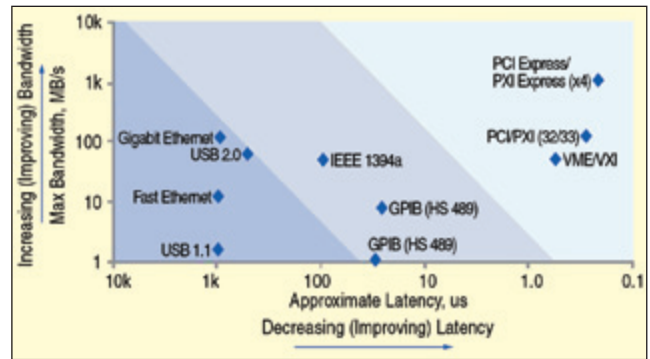 Increasing (Improving) Bandwidth
Max Bandwidth, MB/s
10k
1k
100
10
1
PCI Express/
PXI Express (x4)
Gigabit Ethernet
USB 2.0
IEEE 1394a
PCI/PXI (32/33)
VME/VXI
Fast Ethernet
GPIB (HS 489)
USB 1.1
GPIB (HS 489)
10k
1k
100
10
1.0
0.1
Approximate Latency, us
Decreasing (Improving) Latency